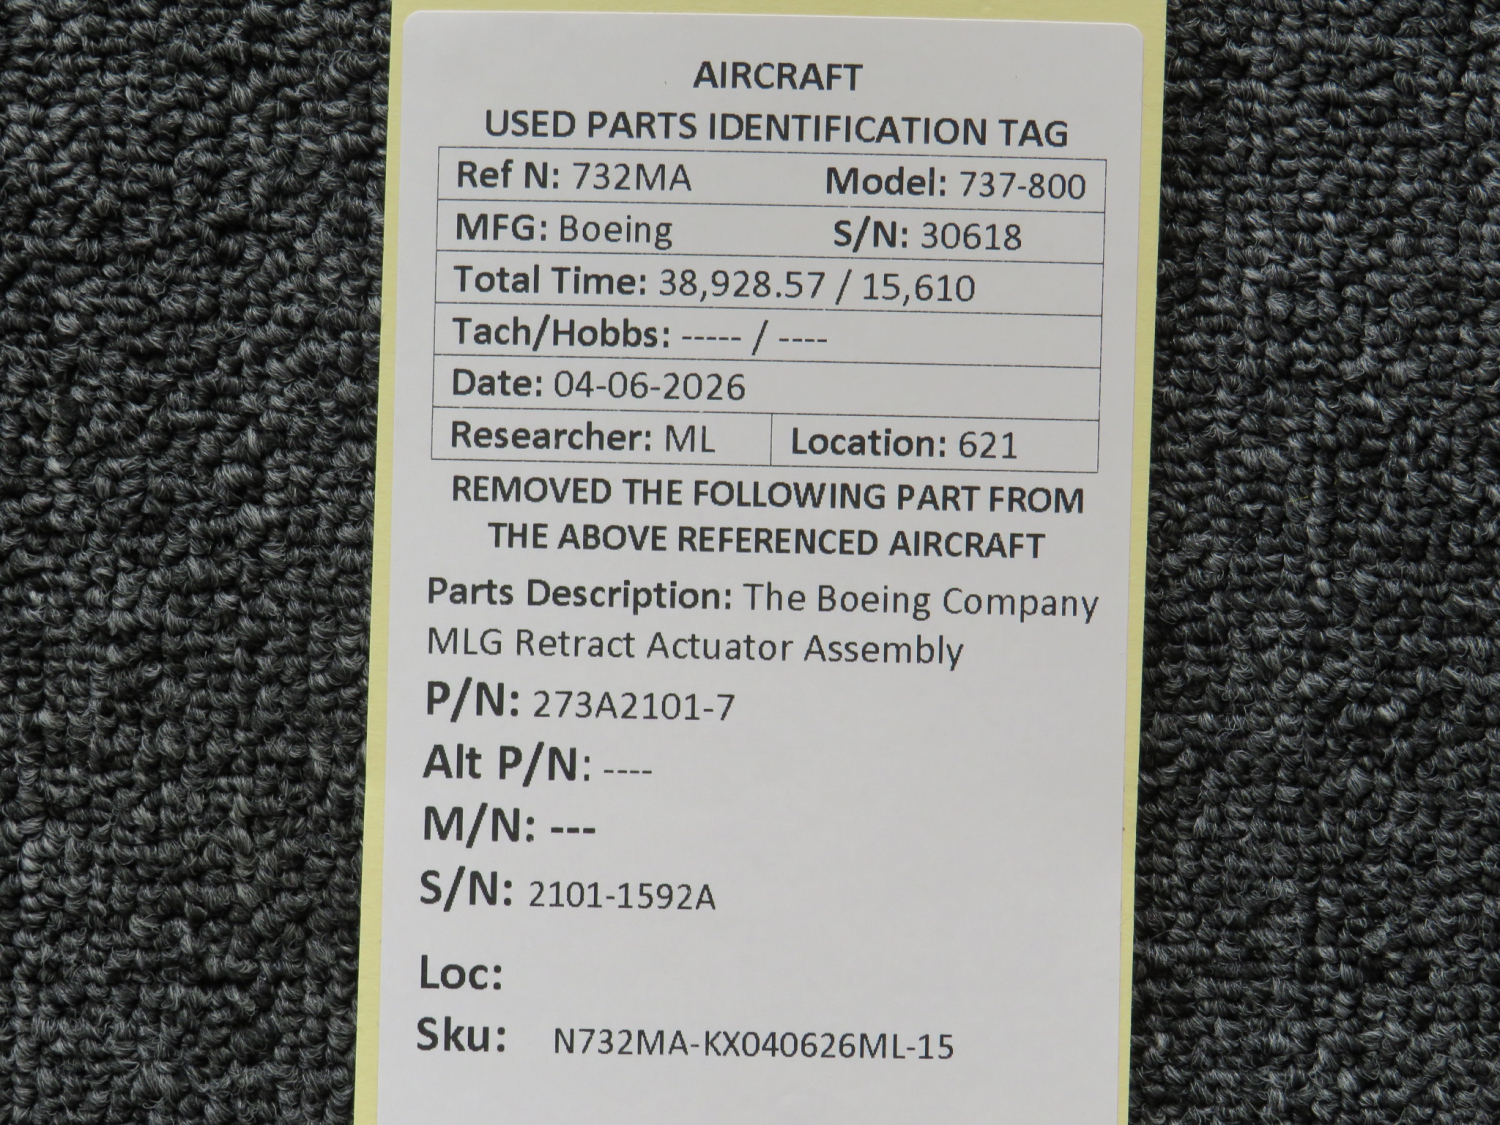 AIRCRAFT
USED PARTS IDENTIFICATION TAG
Ref N: 732MA Model: 737-800
MFG: Boeing S/N: 30618
Total Time: 38,928.57 / 15,610
Tach/Hobbs: ----- / ----
Date: 04-06-2026
Researcher: ML Location: 621
REMOVED THE FOLLOWING PART FROM
THE ABOVE REFERENCED AIRCRAFT
Parts Description: The Boeing Company
MLG Retract Actuator Assembly
P/N: 273A2101-7
Alt P/N: ----
M/N: ---
S/N: 2101-1592A
Loc:
Sku: N732MA-KX040626ML-15